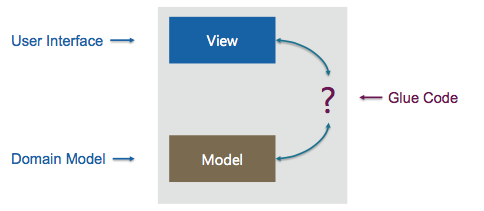 User Interface
View
?
Glue Code
Domain Model
Model